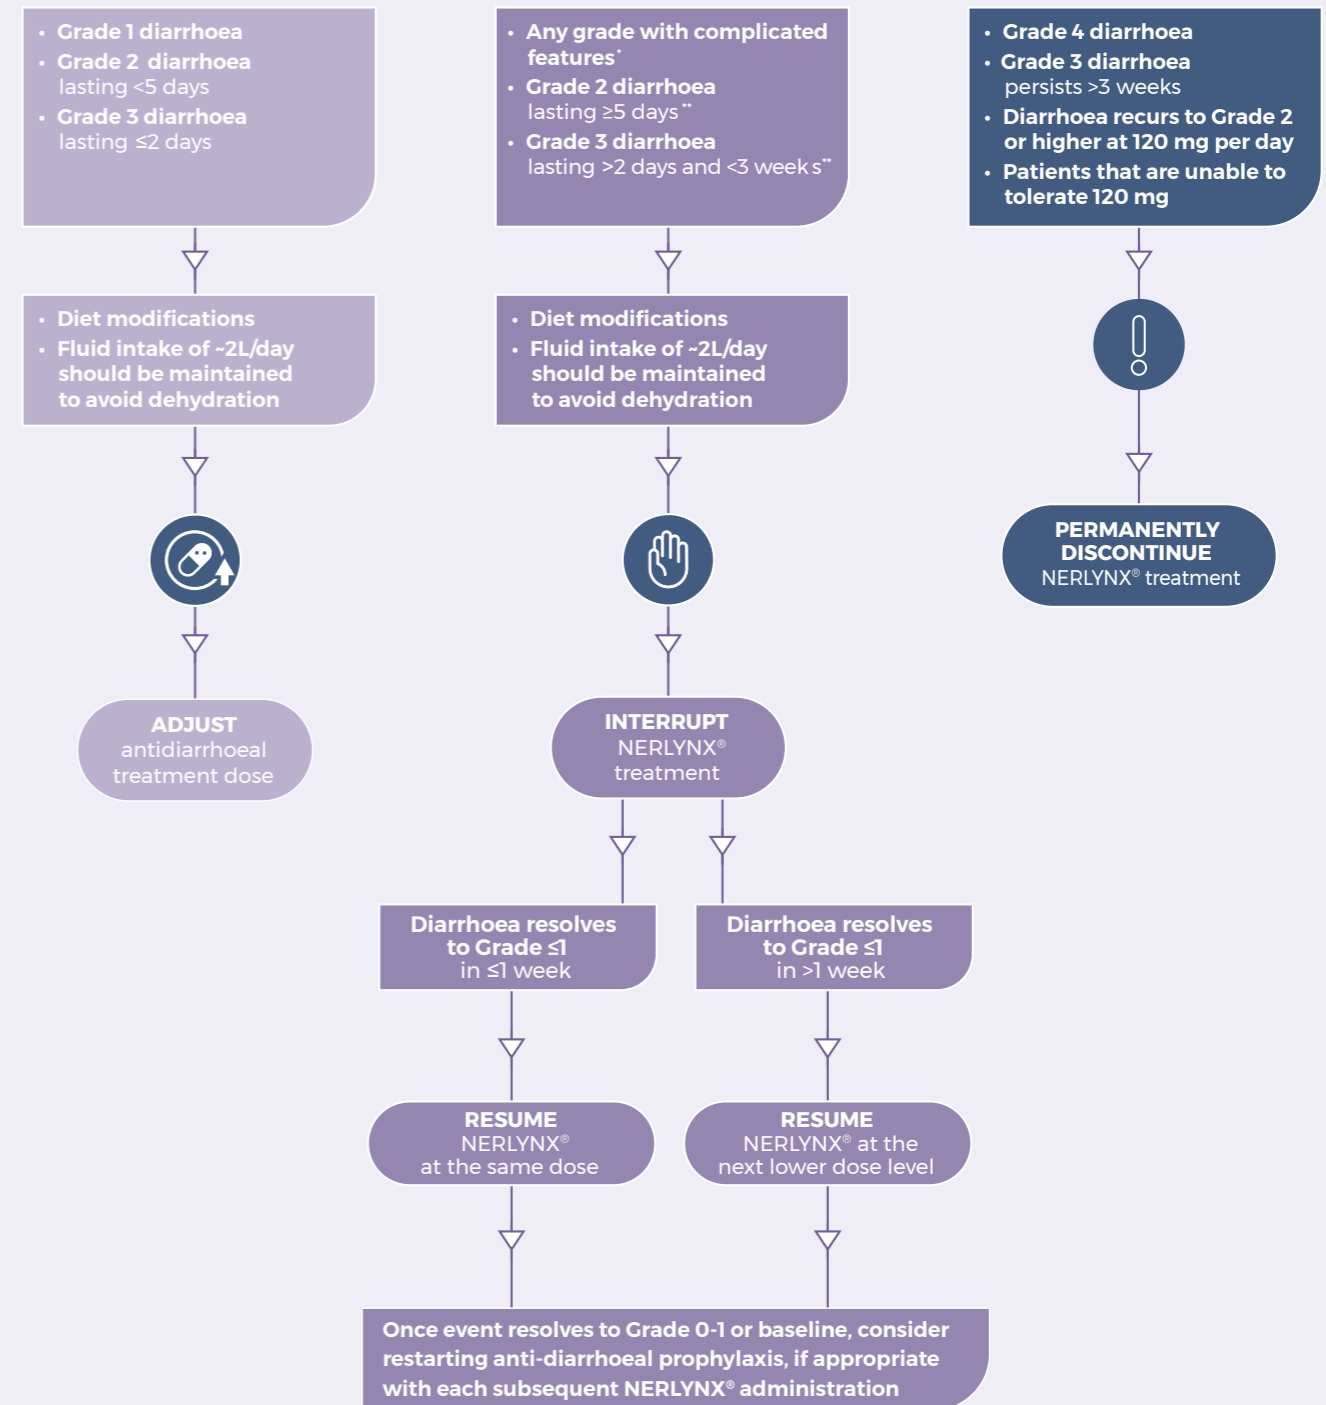 • Grade 1 diarrhoea
• Grade 2 diarrhoea
lasting <5 days
• Grade 3 diarrhoea
lasting ≤2 days
• Any grade with complicated
features*
• Grade 2 diarrhoea
lasting ≥5 days**
• Grade 3 diarrhoea
lasting >2 days and <3 weeks**
• Grade 4 diarrhoea
• Grade 3 diarrhoea
persists >3 weeks
• Diarrhoea recurs to Grade 2
or higher at 120 mg per day
• Patients that are unable to
tolerate 120 mg
• Diet modifications
• Fluid intake of ~2L/day
should be maintained
to avoid dehydration
• Diet modifications
• Fluid intake of ~2L/day
should be maintained
to avoid dehydration
PERMANENTLY
DISCONTINUE
NERLYNX® treatment
ADJUST
antidiarrhoeal
treatment dose
INTERRUPT
NERLYNX®
treatment
Diarrhoea resolves
to Grade ≤1
in ≤1 week
Diarrhoea resolves
to Grade ≤1
in >1 week
RESUME
NERLYNX®
at the same dose
RESUME
NERLYNX® at the
next lower dose level
Once event resolves to Grade 0-1 or baseline, consider
restarting anti-diarrhoeal prophylaxis, if appropriate
with each subsequent NERLYNX® administration